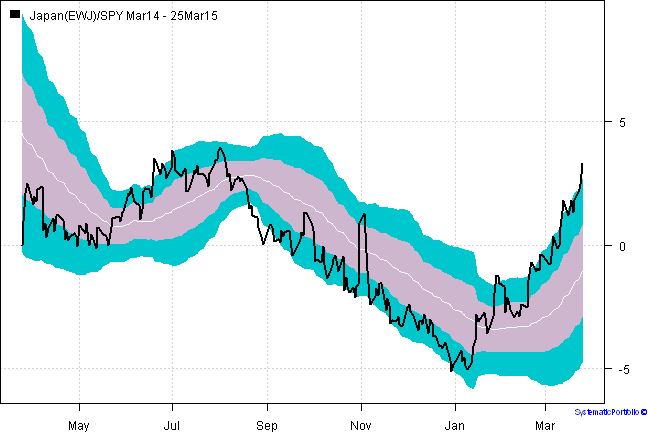 Japan(EWJ)/SPY Mar14 - 25Mar15
5
0
-5
May Jul Sep Nov Jan Mar
SystematicPortfolio ©